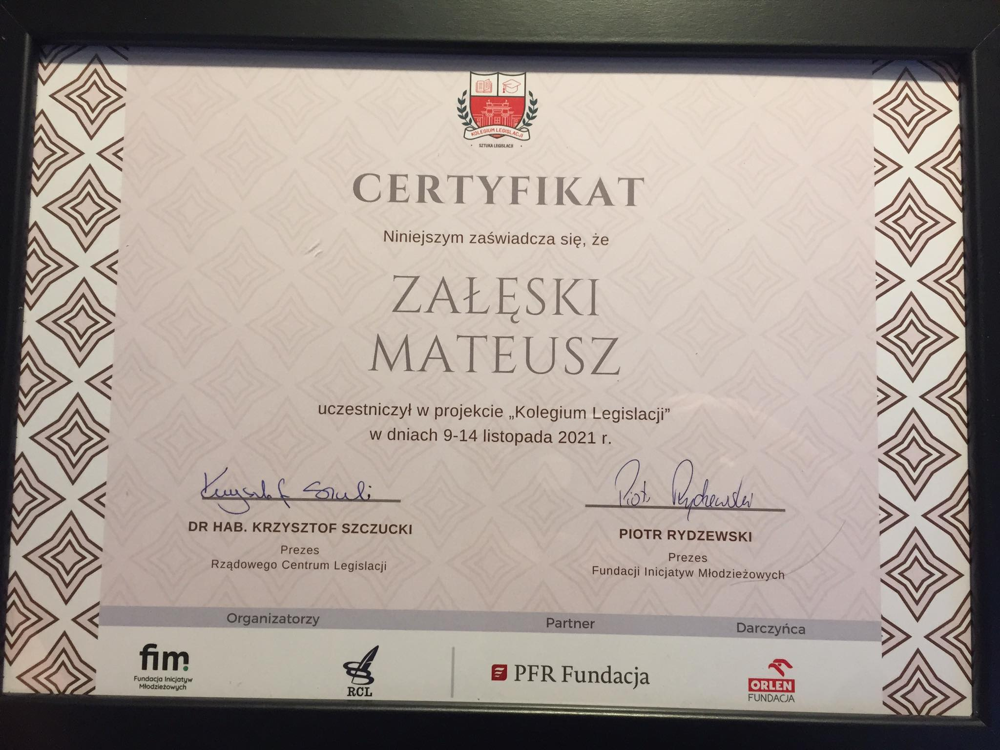 KOLEGIUM LEGISLACJI
SZTUKA LEGISLACJI
CERTYFIKAT
Niniejszym zaświadcza się, że
ZAŁĘSKI
MATEUSZ
uczestniczył w projekcie „Kolegium Legislacji”
w dniach 9-14 listopada 2021 r.
Piotr Rydzewski
DR HAB. KRZYSZTOF SZCZUCKI
Prezes
Rządowego Centrum Legislacji
PIOTR RYDZEWSKI
Prezes
Fundacji Inicjatyw Młodzieżowych
Organizatorzy
Partner
Darczyńca
fim.
Fundacja Inicjatyw
Młodzieżowych
RCL
PFR Fundacja
ORLEN
FUNDACJA